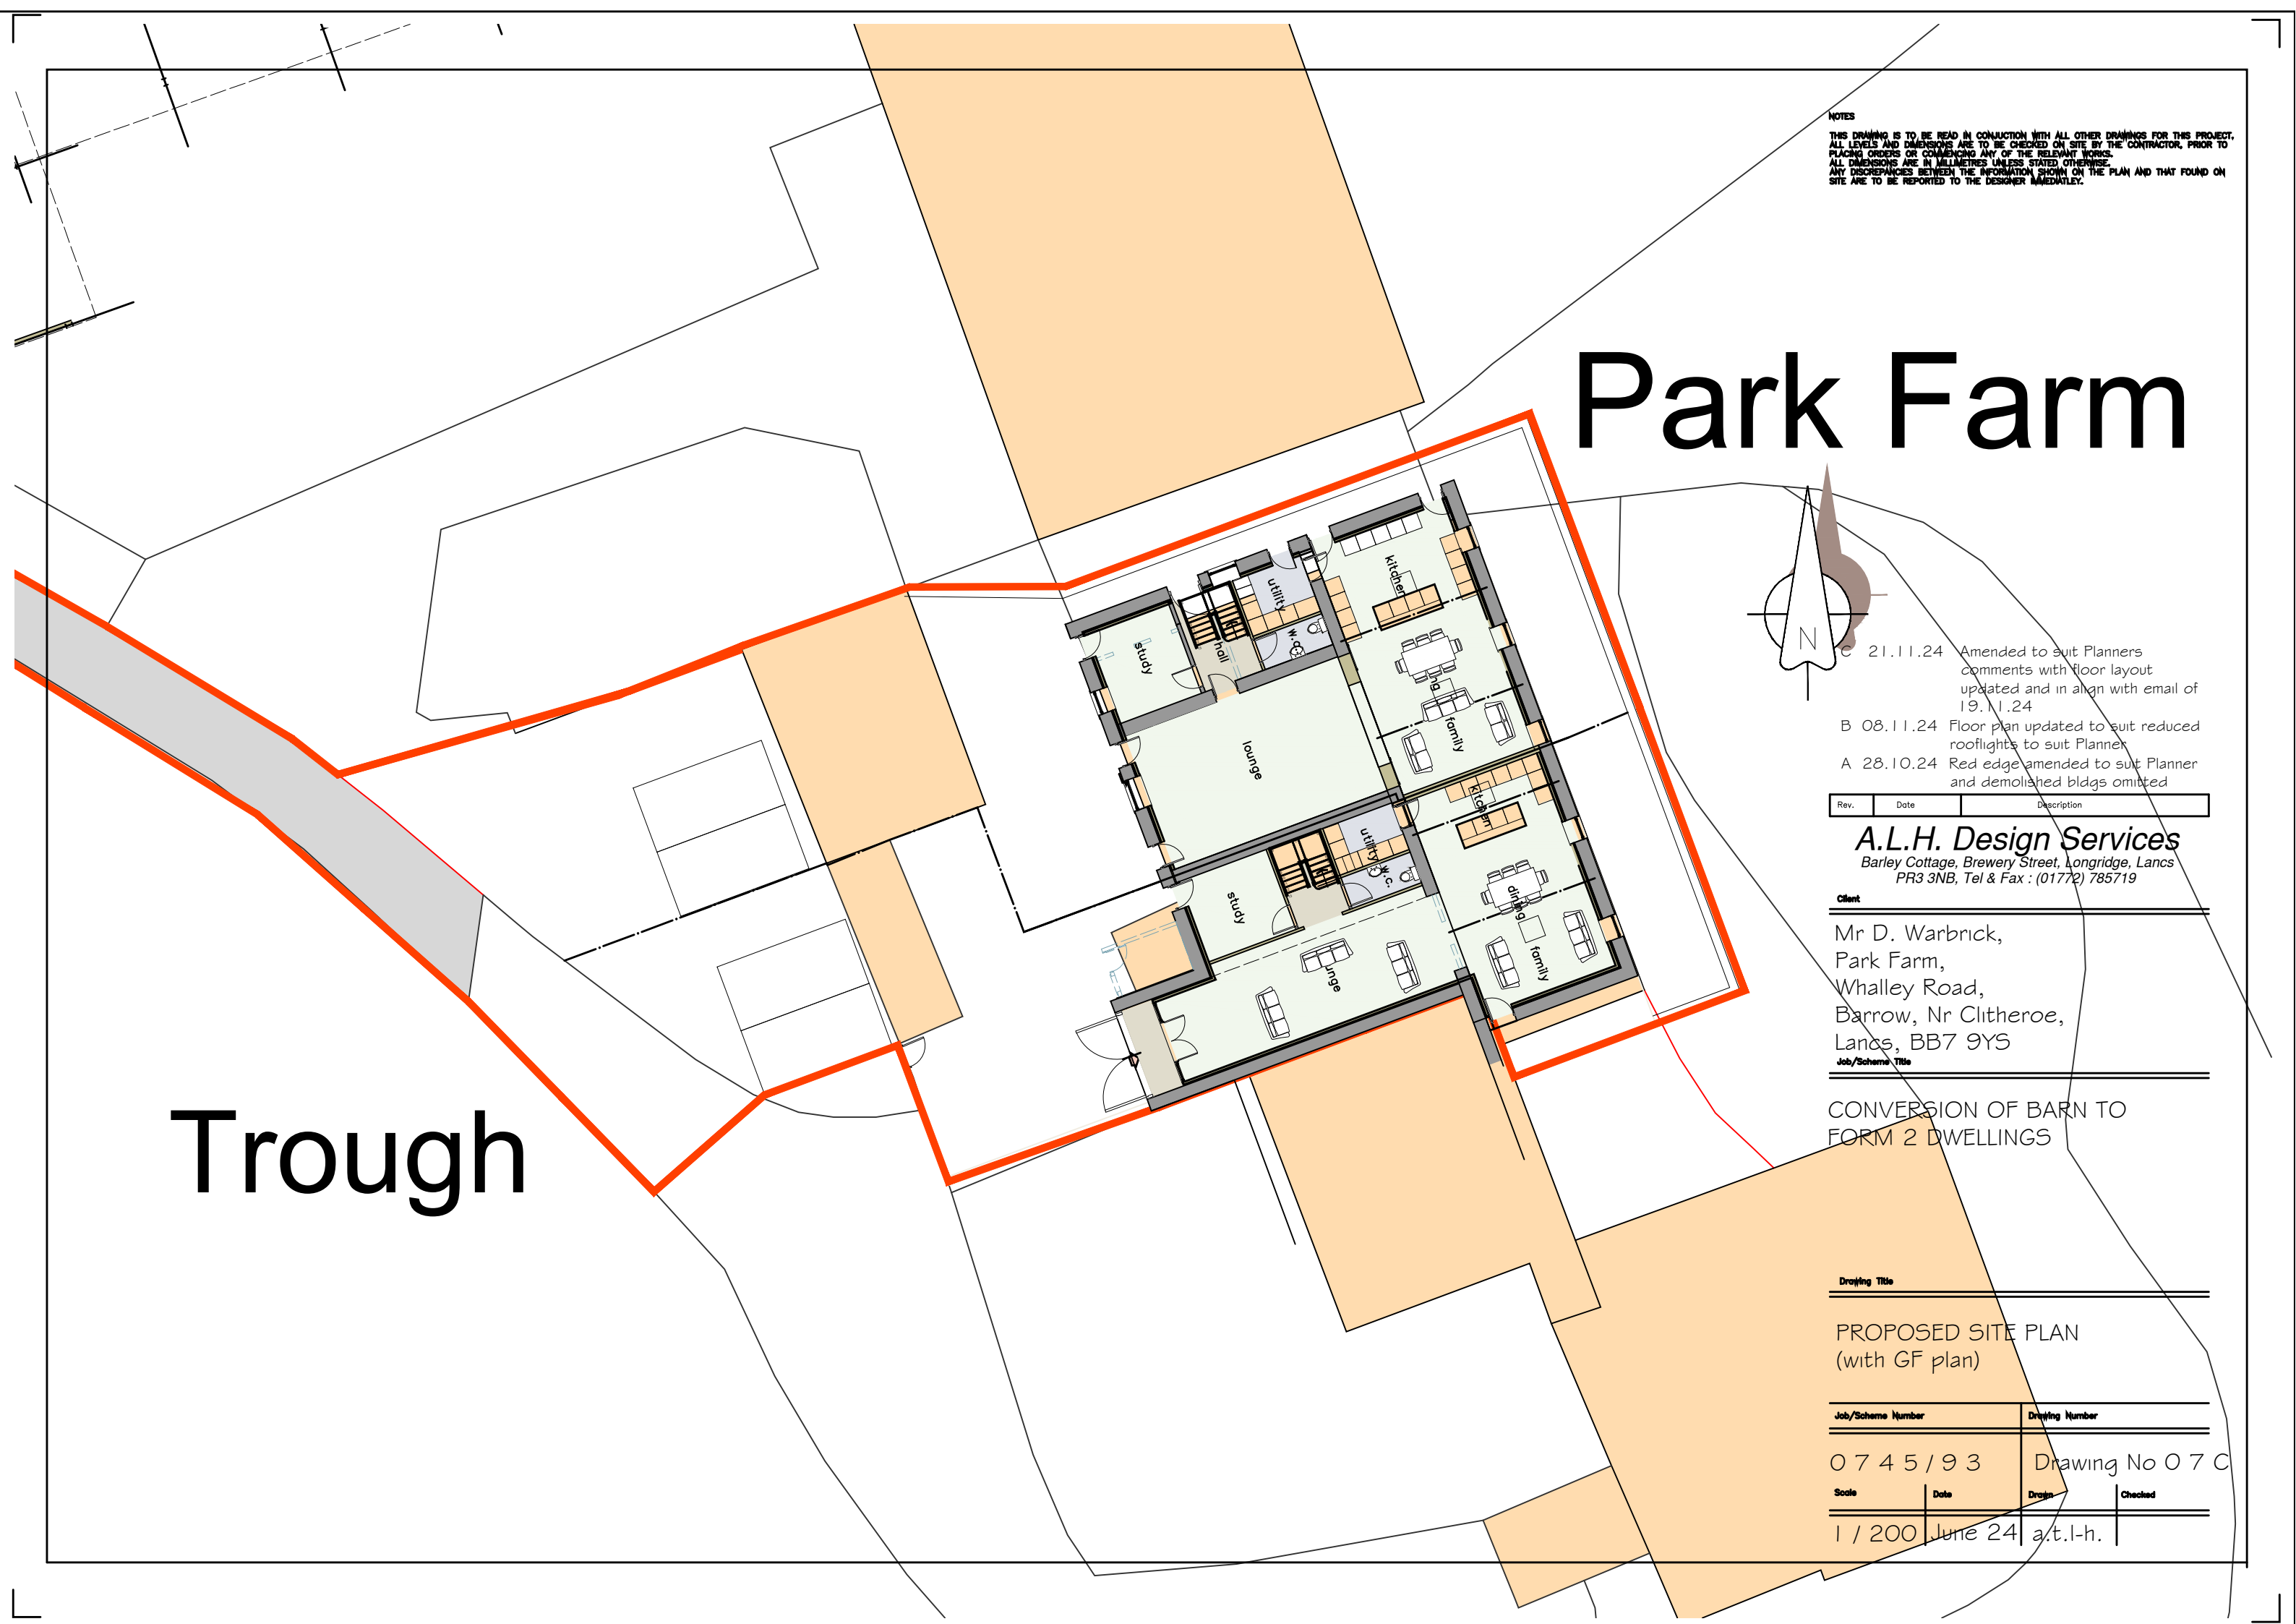 NOTES
THIS DRAWING IS TO BE READ IN CONJUCTION WITH ALL OTHER DRAWINGS FOR THIS PROJECT.
ALL LEVELS AND DIMENSIONS ARE TO BE CHECKED ON SITE BY THE CONTRACTOR, PRIOR TO
PLACING ORDERS OR COMMENCING ANY OF THE RELEVANT WORKS.
ALL DIMENSIONS ARE IN MILLIMETRES UNLESS STATED OTHERWISE.
ANY DISCREPANCIES BETWEEN THE INFORMATION SHOWN ON THE PLAN AND THAT FOUND ON
SITE ARE TO BE REPORTED TO THE DESIGNER IMMEDIATLEY.
Park Farm
Trough
study
hall
utility
w.c.
kitchen
family
lounge
kitchen
utility
w.c.
study
dining
family
N
C 21.11.24 Amended to suit Planners
comments with floor layout
updated and in align with email of
19.11.24
B 08.11.24 Floor plan updated to suit reduced
rooflights to suit Planner
A 28.10.24 Red edge amended to suit Planner
and demolished bldgs omitted
Rev. Date Description
A.L.H. Design Services
Barley Cottage, Brewery Street, Longridge, Lancs
PR3 3NB, Tel & Fax : (01772) 785719
Client
Mr D. Warbrick,
Park Farm,
Whalley Road,
Barrow, Nr Clitheroe,
Lancs, BB7 9YS
Job/Scheme Title
CONVERSION OF BARN TO
FORM 2 DWELLINGS
Drawing Title
PROPOSED SITE PLAN
(with GF plan)
Job/Scheme Number Drawing Number
0745/93 Drawing No 07C
Scale Date Drawn Checked
1/200 June 24 a.t.l-h.